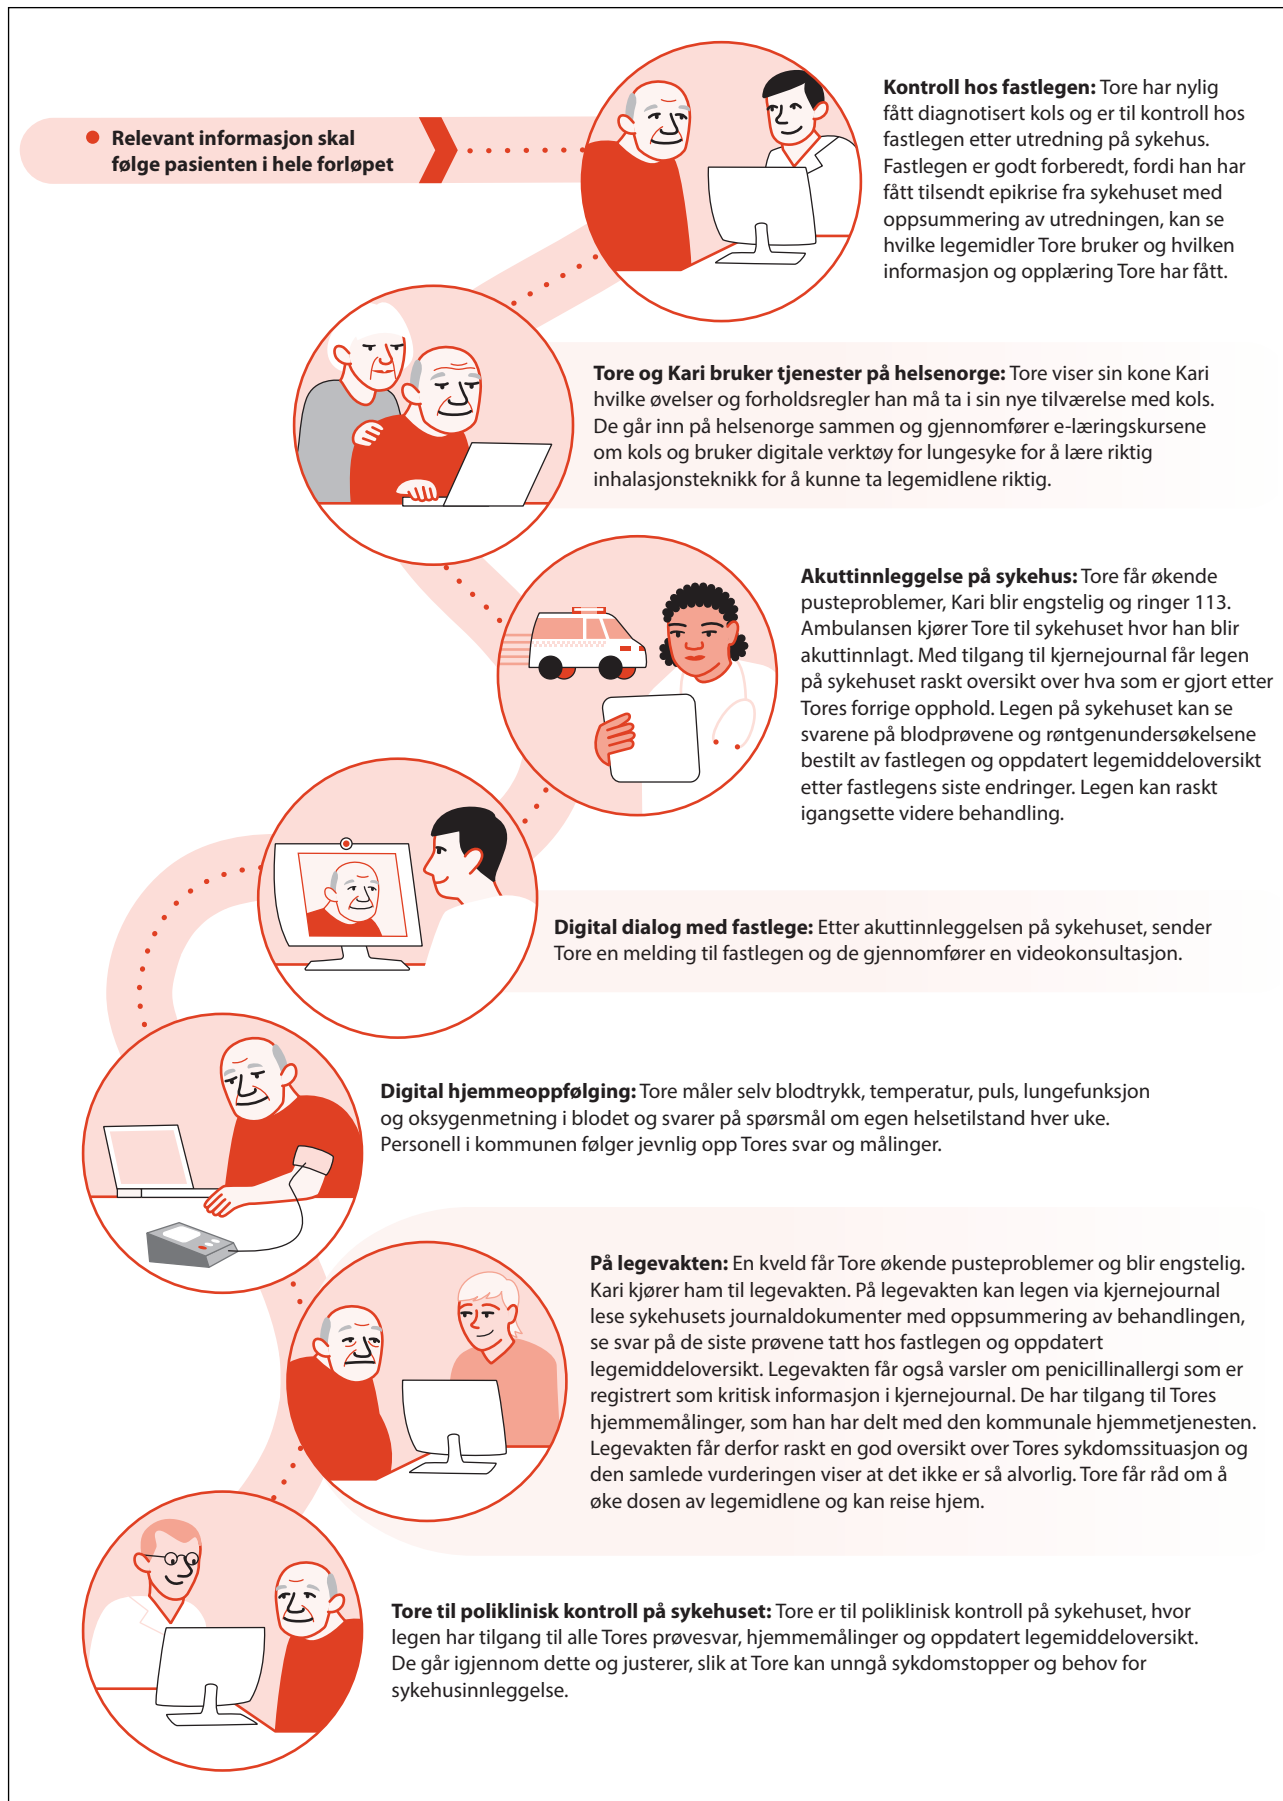 Relevant informasjon skal
følge pasienten i hele forløpet
Kontroll hos fastlegen: Tore har nylig
fått diagnotisert kols og er til kontroll hos
fastlegen etter utredning på sykehus.
Fastlegen er godt forberedt, fordi han har
fått tilsendt epikrise fra sykehuset med
oppsummering av utredningen, kan se
hvilke legemidler Tore bruker og hvilken
informasjon og opplæring Tore har fått.
Tore og Kari bruker tjenester på helsenorge: Tore viser sin kone Kari
hvilke øvelser og forholdsregler han må ta i sin nye tilværelse med kols.
De går inn på helsenorge sammen og gjennomfører e-læringskursene
om kols og bruker digitale verktøy for lungesyke for å lære riktig
inhalasjonsteknikk for å kunne ta legemidlene riktig.
Akuttinnleggelse på sykehus: Tore får økende
pusteproblemer, Kari blir engstelig og ringer 113.
Ambulansen kjører Tore til sykehuset hvor han blir
akuttinnlagt. Med tilgang til kjernejournal får legen
på sykehuset raskt oversikt over hva som er gjort etter
Tores forrige opphold. Legen på sykehuset kan se
svarene på blodprøvene og røntgenundersøkelsene
bestilt av fastlegen og oppdatert legemiddeloversikt
etter fastlegens siste endringer. Legen kan raskt
igangsette videre behandling.
Digital dialog med fastlege: Etter akuttinnleggelsen på sykehuset, sender
Tore en melding til fastlegen og de gjennomfører en videokonsultasjon.
Digital hjemmeoppfølging: Tore måler selv blodtrykk, temperatur, puls, lungefunksjon
og oksygenmetning i blodet og svarer på spørsmål om egen helsetilstand hver uke.
Personell i kommunen følger jevnlig opp Tores svar og målinger.
På legevakten: En kveld får Tore økende pusteproblemer og blir engstelig.
Kari kjører ham til legevakten. På legevakten kan legen via kjernejournal
lese sykehusets journaldokumenter med oppsummering av behandlingen,
se svar på de siste prøvene tatt hos fastlegen og oppdatert
legemiddeloversikt. Legevakten får også varsler om penicillinallergi som er
registrert som kritisk informasjon i kjernejournal. De har tilgang til Tores
hjemmemålinger, som han har delt med den kommunale hjemmetjenesten.
Legevakten får derfor raskt en god oversikt over Tores sykdomssituasjon og
den samlede vurderingen viser at det ikke er så alvorlig. Tore får råd om å
øke dosen av legemidlene og kan reise hjem.
Tore til poliklinisk kontroll på sykehuset: Tore er til poliklinisk kontroll på sykehuset, hvor
legen har tilgang til alle Tores prøvesvar, hjemmemålinger og oppdatert legemiddeloversikt.
De går igjennom dette og justerer, slik at Tore kan unngå sykdomstopper og behov for
sykehusinnleggelse.